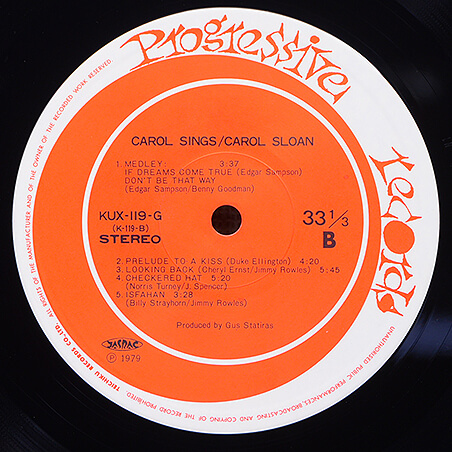 Progressive
records
CAROL SINGS/CAROL SLOAN
1. MEDLEY: 3:37
IF DREAMS COME TRUE (Edgar Sampson)
DON'T BE THAT WAY
(Edgar Sampson/Benny Goodman)
KUX-119-G
(K-119-B)
STEREO
33 1/3
B
2. PRELUDE TO A KISS (Duke Ellington) 4:20
3. LOOKING BACK (Cheryl Ernst/Jimmy Rowles) 5:45
4. CHECKERED HAT 5:20
(Norris Turney/J. Spencer)
5. ISFAHAN 3:28
(Billy Strayhorn/Jimmy Rowles)
Produced by Gus Statiras
JASRAC
Ⓟ 1979
TEICHIKU RECORDS CO., LTD. ALL RIGHTS OF THE MANUFACTURER AND OF THE OWNER OF THE RECORDED WORK RESERVED.
UNAUTHORISED PUBLIC PERFORMANCES, BROADCASTING AND COPYING OF THE RECORD PROHIBITED.